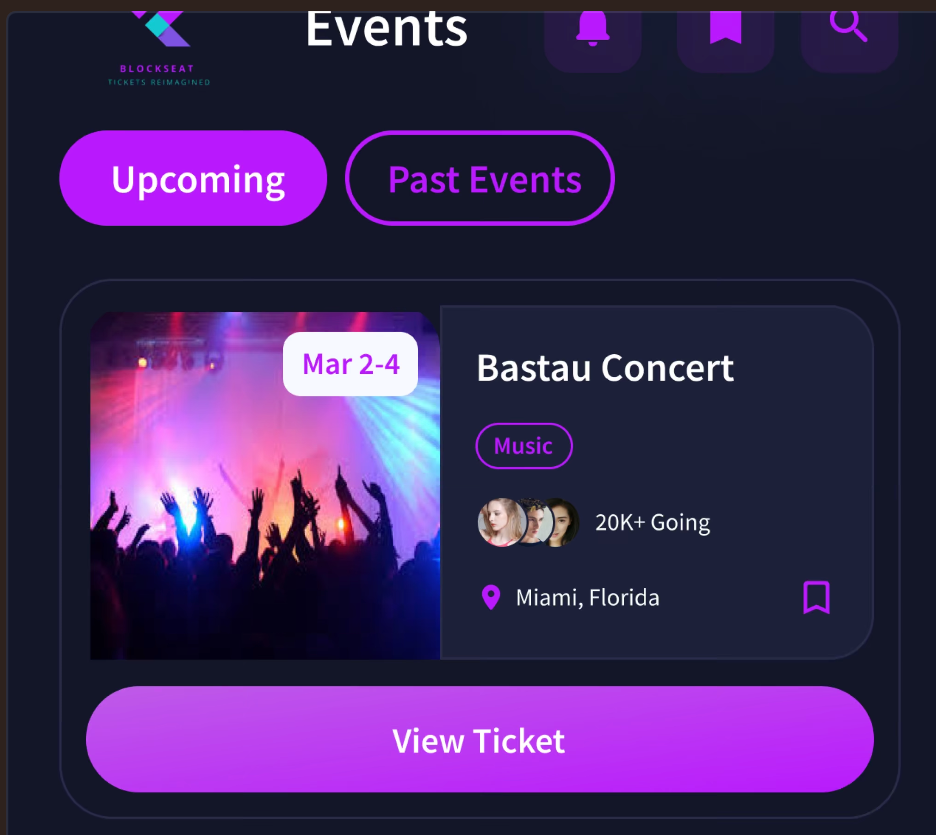 Events
BLOCKSEAT
TICKETS REIMAGINED
Upcoming
Past Events
Mar 2-4
Bastau Concert
Music
20K+ Going
Miami, Florida
View Ticket